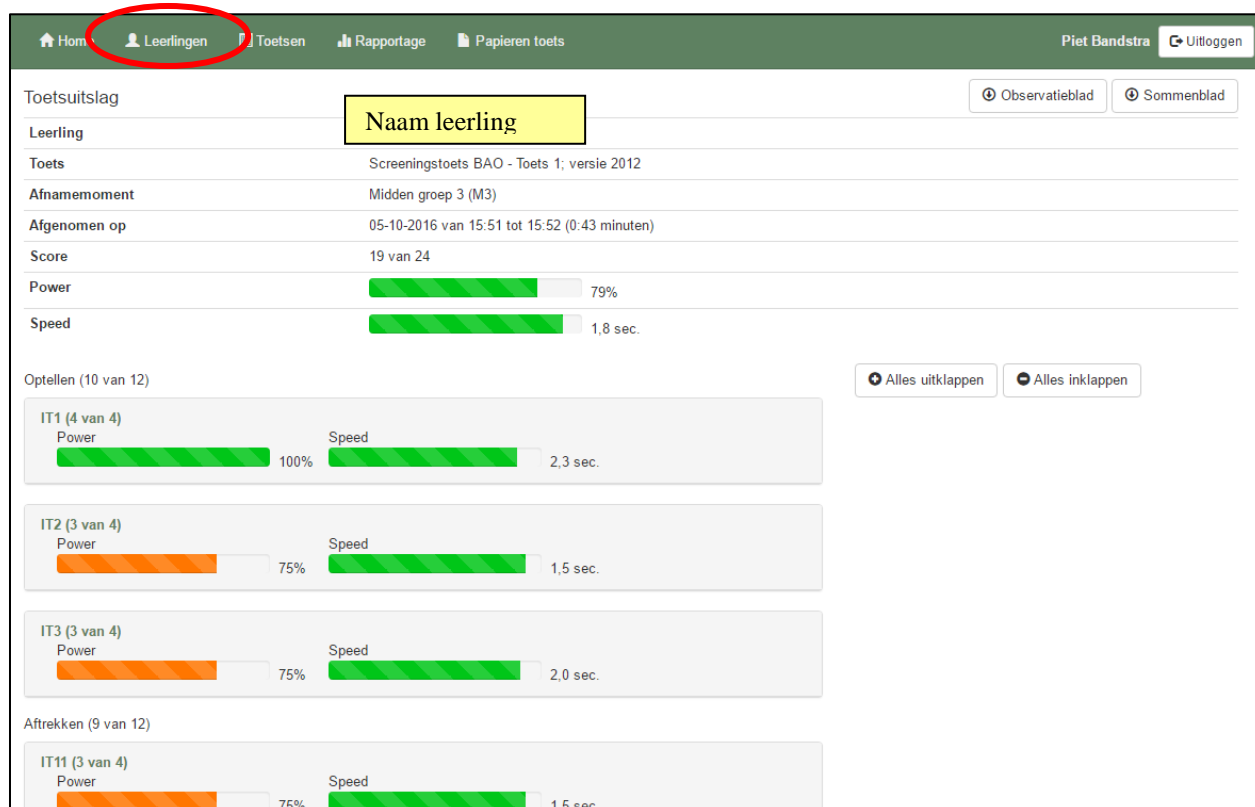 Home Leerlingen Toetsen Rapportage Papieren toets Piet Bandstra Uitloggen
Toetsuitslag Observatieblad Sommenblad
Naam leerling
Leerling
Toets Screeningstoets BAO - Toets 1; versie 2012
Afnamemoment Midden groep 3 (M3)
Afgenomen op 05-10-2016 van 15:51 tot 15:52 (0:43 minuten)
Score 19 van 24
Power 79%
Speed 1,8 sec.
Optellen (10 van 12) Alles uitklappen Alles inklappen
IT1 (4 van 4)
Power Speed
100% 2,3 sec.
IT2 (3 van 4)
Power Speed
75% 1,5 sec.
IT3 (3 van 4)
Power Speed
75% 2,0 sec.
Aftrekken (9 van 12)
IT11 (3 van 4)
Power Speed
75% 1,5 sec.